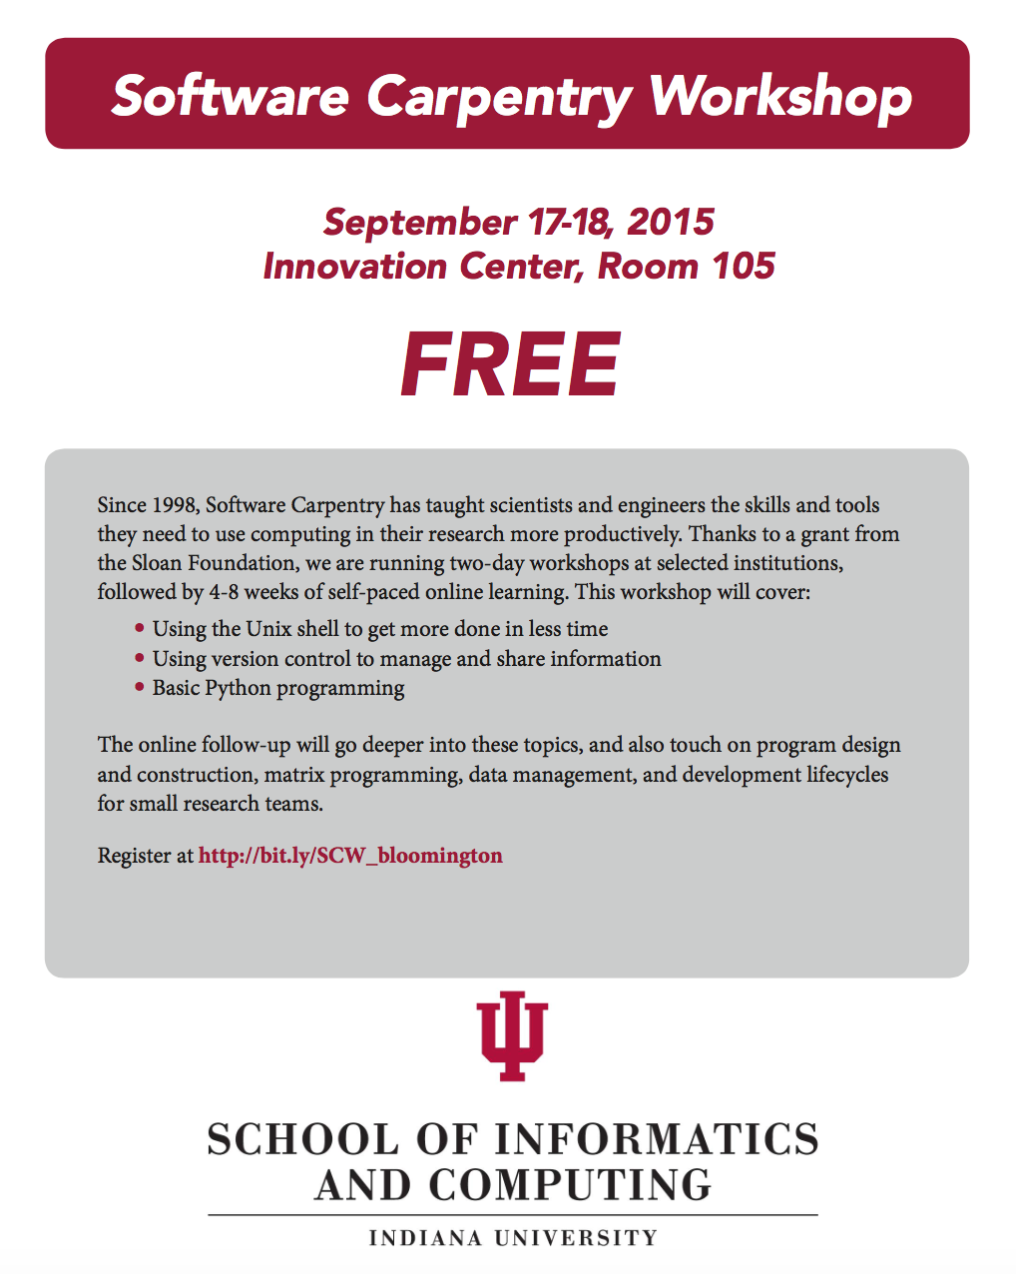 Software Carpentry Workshop
September 17-18, 2015
Innovation Center, Room 105
FREE
Since 1998, Software Carpentry has taught scientists and engineers the skills and tools
they need to use computing in their research more productively. Thanks to a grant from
the Sloan Foundation, we are running two-day workshops at selected institutions,
followed by 4-8 weeks of self-paced online learning. This workshop will cover:
• Using the Unix shell to get more done in less time
• Using version control to manage and share information
• Basic Python programming
The online follow-up will go deeper into these topics, and also touch on program design
and construction, matrix programming, data management, and development lifecycles
for small research teams.
Register at http://bit.ly/SCW_bloomington
SCHOOL OF INFORMATICS
AND COMPUTING
INDIANA UNIVERSITY